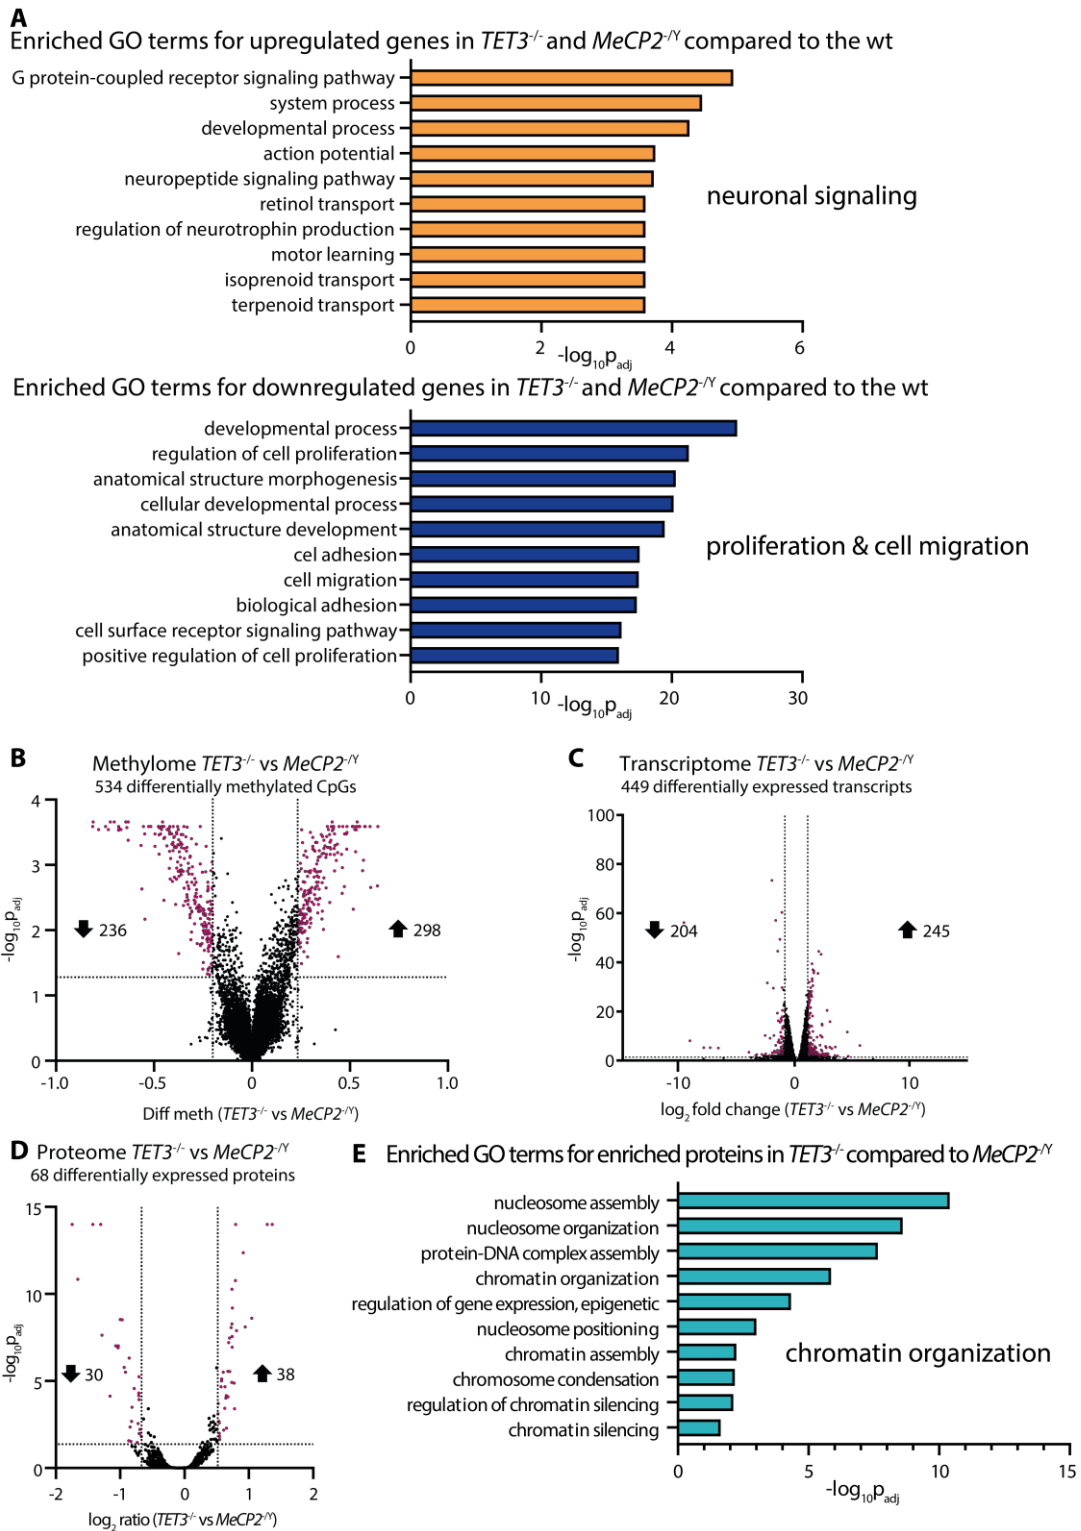 A
Enriched GO terms for upregulated genes in TET3-/- and MeCP2-/Y compared to the wt
G protein-coupled receptor signaling pathway
system process
developmental process
action potential
neuropeptide signaling pathway
retinol transport
regulation of neurotrophin production
motor learning
isoprenoid transport
terpenoid transport
neuronal signaling
0 2 4 6
-log10padj
Enriched GO terms for downregulated genes in TET3-/- and MeCP2-/Y compared to the wt
developmental process
regulation of cell proliferation
anatomical structure morphogenesis
cellular developmental process
anatomical structure development
cel adhesion
cell migration
biological adhesion
cell surface receptor signaling pathway
positive regulation of cell proliferation
proliferation & cell migration
0 10 20 30
-log10padj
B
Methylome TET3-/- vs MeCP2-/Y
534 differentially methylated CpGs
4
3
2
1
0
-log10padj
236
298
-1.0 -0.5 0 0.5 1.0
Diff meth (TET3-/- vs MeCP2-/Y)
C
Transcriptome TET3-/- vs MeCP2-/Y
449 differentially expressed transcripts
100
80
60
40
20
0
-log10padj
204
245
-10 0 10
log2 fold change (TET3-/- vs MeCP2-/Y)
D
Proteome TET3-/- vs MeCP2-/Y
68 differentially expressed proteins
15
10
5
0
-log10padj
30
38
-2 -1 0 1 2
log2 ratio (TET3-/- vs MeCP2-/Y)
E
Enriched GO terms for enriched proteins in TET3-/- compared to MeCP2-/Y
nucleosome assembly
nucleosome organization
protein-DNA complex assembly
chromatin organization
regulation of gene expression, epigenetic
nucleosome positioning
chromatin assembly
chromosome condensation
regulation of chromatin silencing
chromatin silencing
chromatin organization
0 5 10 15
-log10padj